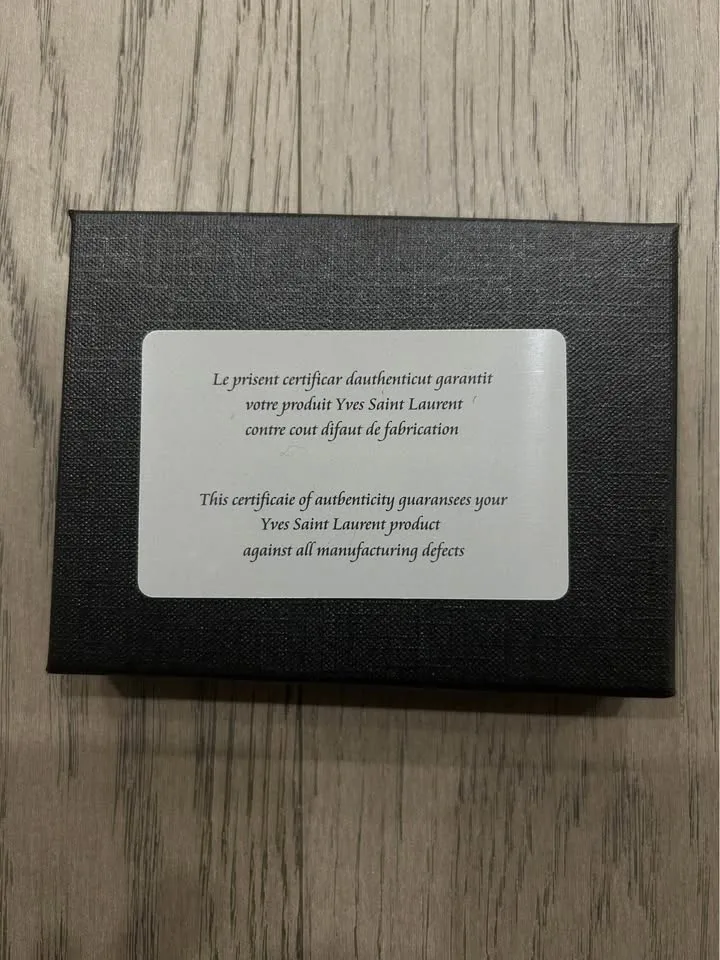 Le prisent certificar dauthenticut garantit
votre produit Yves Saint Laurent
contre cout difaut de fabrication
This certificaie of autbenticity guaransees your
Yves Saint Laurent product
against all manufacturing defects